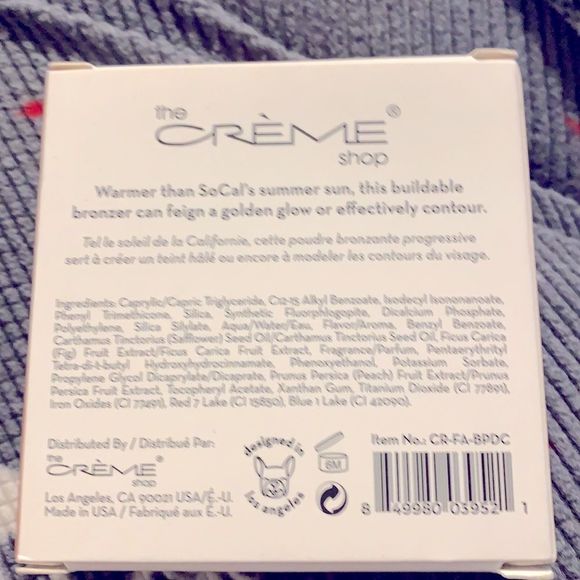 the
CRÈME®
shop
Warmer than SoCal's summer sun, this buildable
bronzer can feign a golden glow or effectively contour.
Tel le soleil de la Californie, cette poudre bronzante progressive
sert à créer un teint hâlé ou encore à modeler les contours du visage.
Ingredients: Caprylic/Capric Triglyceride, C12-15 Alkyl Benzoate, Isodecyl Isononanoate,
Phenyl Trimethicone, Silica, Synthetic Fluorphlogopite, Dicalcium Phosphate,
Polyethylene, Silica Silylate, Aqua/Water/Eau, Flavor/Aroma, Benzyl Benzoate,
Carthamus Tinctorius (Safflower) Seed Oil/Carthamus Tinctorius Seed Oil, Ficus Carica
(Fig) Fruit Extract/Ficus Carica Fruit Extract, Fragrance/Parfum, Pentaerythrityl
Tetra-di-t-butyl Hydroxyhydrocinnamate, Phenoxyethanol, Potassium Sorbate,
Propylene Glycol Dicaprylate/Dicaprate, Prunus Persica (Peach) Fruit Extract/Prunus
Persica Fruit Extract, Tocopheryl Acetate, Xanthan Gum, Titanium Dioxide (CI 77891),
Iron Oxides (CI 77491), Red 7 Lake (CI 15850), Blue 1 Lake (CI 42090).
Distributed By / Distribué Par:
the
CRÈME®
shop
Los Angeles, CA 90021 USA/É.-U.
Made in USA / Fabriqué aux É.-U.
designed in
los angeles
6M
Item No.: CR-FA-BPDC
8 49980 03952 1